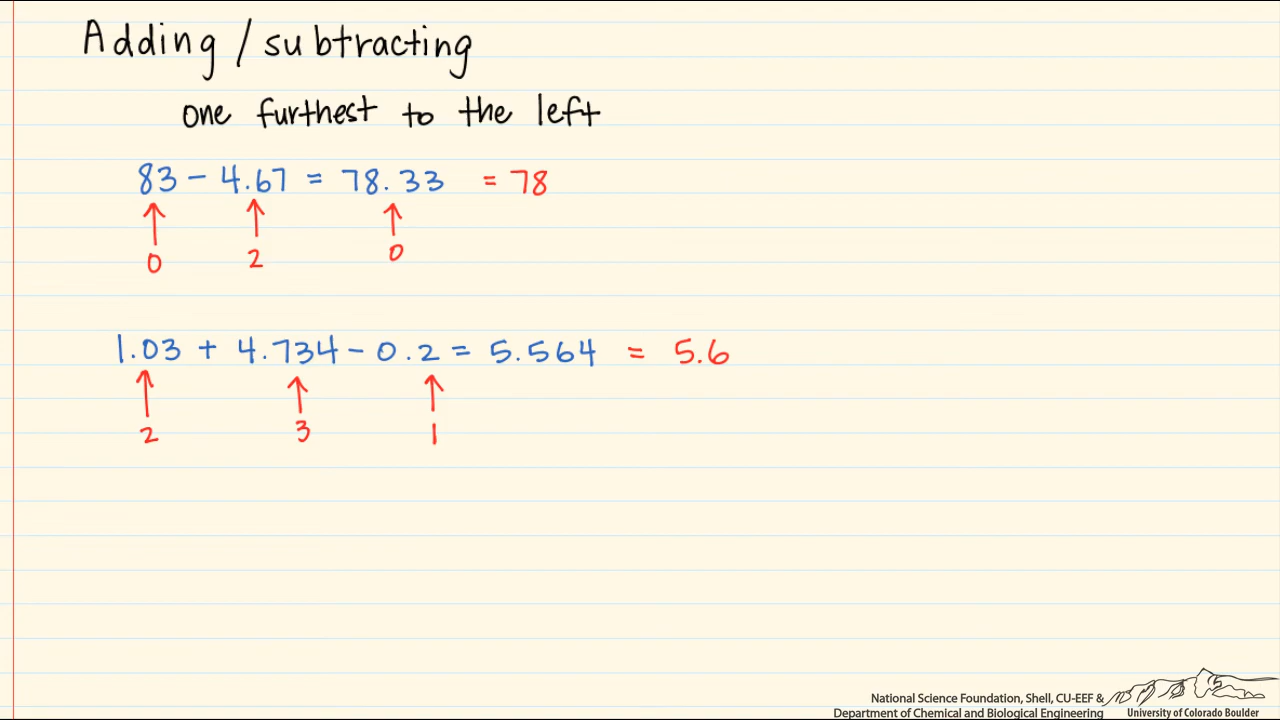 Adding / subtracting
one furthest to the left
83 - 4.67 = 78.33 = 78
0 2 0
1.03 + 4.734 - 0.2 = 5.564 = 5.6
2 3 1
National Science Foundation, Shell, CU-EEF &
Department of Chemical and Biological Engineering
University of Colorado Boulder